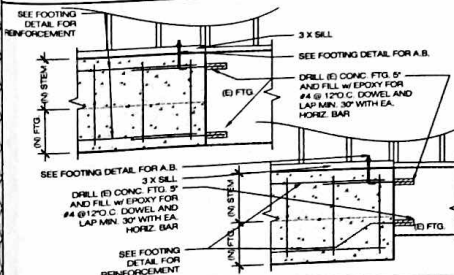 SEE FOOTING
DETAIL FOR
REINFORCEMENT
3 X SILL
SEE FOOTING DETAIL FOR A.B.
DRILL (E) CONC. FTG. 5"
AND FILL w/ EPOXY FOR
#4 @ 12"O.C. DOWEL AND
LAP MIN. 30" WITH EA.
HORIZ. BAR
(N) STEM
(N) FTG.
(E) FTG.
SEE FOOTING DETAIL FOR A.B.
3 X SILL
DRILL (E) CONC. FTG. 5"
AND FILL w/ EPOXY FOR
#4 @12"O.C. DOWEL AND
LAP MIN. 30" WITH EA.
HORIZ. BAR
(N) STEM
(N) FTG.
(E) FTG.
SEE FOOTING
DETAIL FOR
REINFORCEMENT